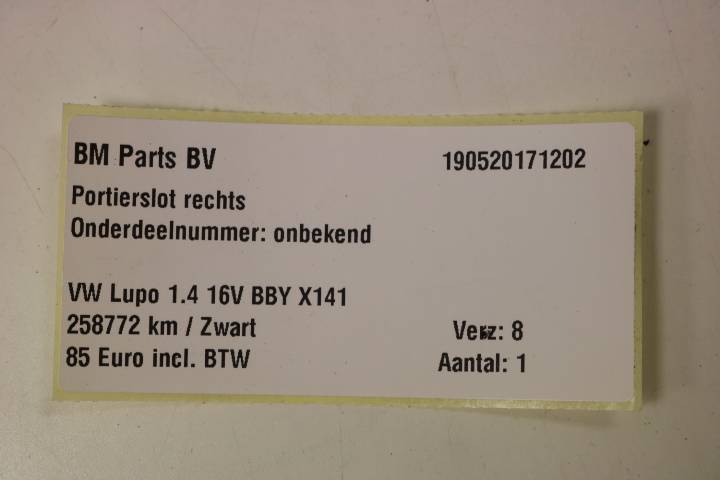 BM Parts BV 190520171202
Portierslot rechts
Onderdeelnummer: onbekend
VW Lupo 1.4 16V BBY X141
258772 km / Zwart Verz: 8
85 Euro incl. BTW Aantal: 1